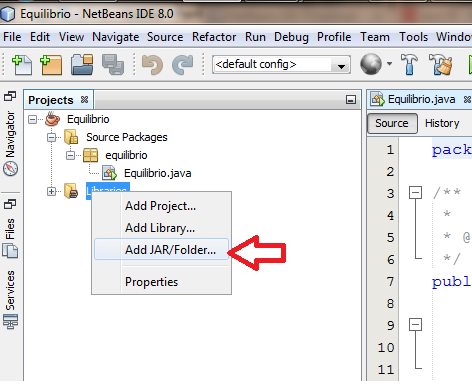 Equilibrio - NetBeans IDE 8.0
File Edit View Navigate Source Refactor Run Debug Profile Team Tools Window
<default config>
Projects
Equilibrio
Source Packages
equilibrio
Equilibrio.java
Libraries
Add Project...
Add Library...
Add JAR/Folder...
Properties
Navigator
Files
Services
Equilibrio.java
Source History
1 pack
2
3 /**
4 *
5 * @
6 */
7 publ
8
9
10
11